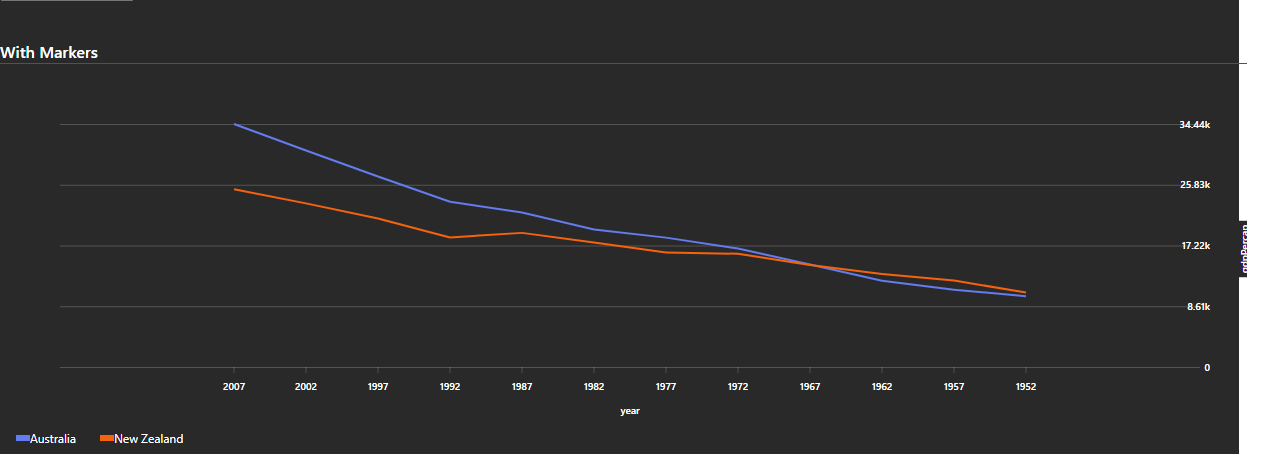 With Markers
34.44k
25.83k
17.22k
8.61k
0
2007 2002 1997 1992 1987 1982 1977 1972 1967 1962 1957 1952
year
Australia New Zealand
gdpPercap